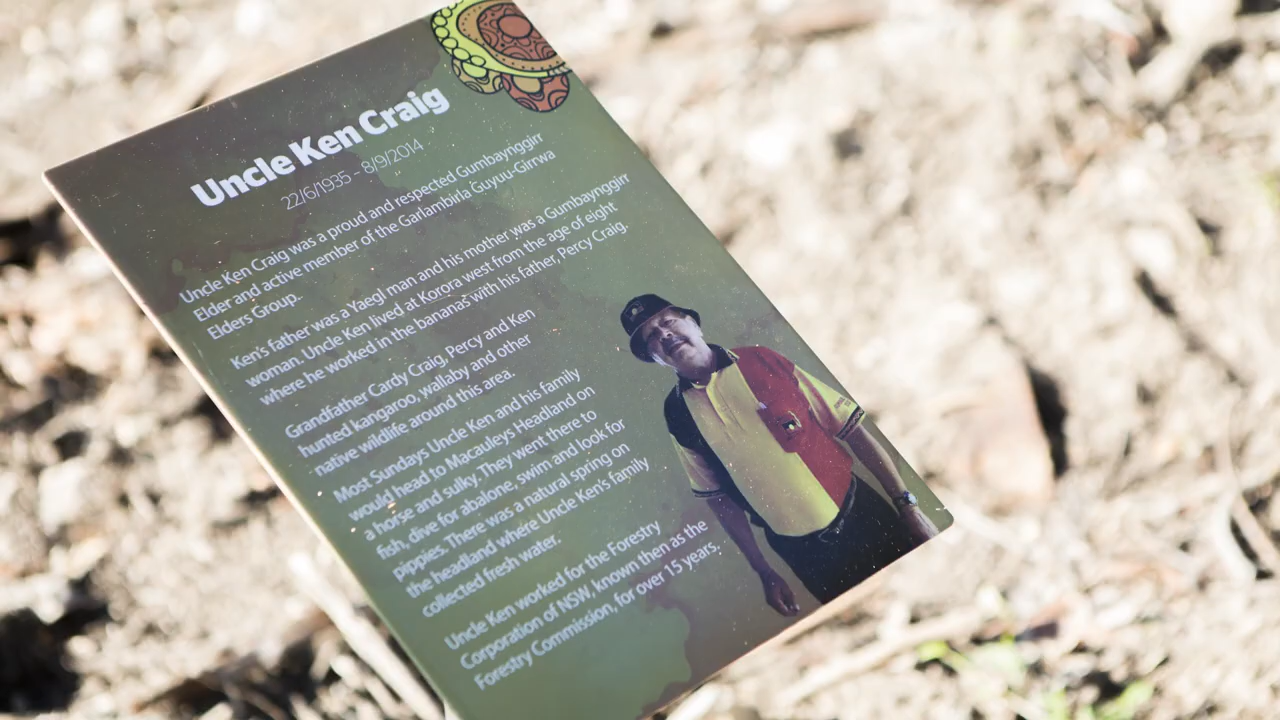 Uncle Ken Craig
22/6/1935 - 8/9/2014
Uncle Ken Craig was a proud and respected Gumbaynggirr
Elder and active member of the Garlambirla Guyuu-Girrwa
Elders Group.
Ken's father was a Yaegl man and his mother was a Gumbaynggirr
woman. Uncle Ken lived at Korora west from the age of eight
where he worked in the bananas with his father, Percy Craig.
Grandfather Cardy Craig, Percy and Ken
hunted kangaroo, wallaby and other
native wildlife around this area.
Most Sundays Uncle Ken and his family
would head to Macauleys Headland on
a horse and sulky. They went there to
fish, dive for abalone, swim and look for
pippies. There was a natural spring on
the headland where Uncle Ken's family
collected fresh water.
Uncle Ken worked for the Forestry
Corporation of NSW, known then as the
Forestry Commission, for over 15 years.